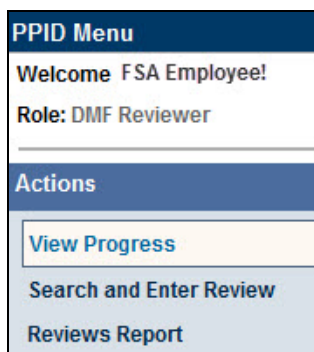 PPID Menu
Welcome FSA Employee!
Role: DMF Reviewer
Actions
View Progress
Search and Enter Review
Reviews Report